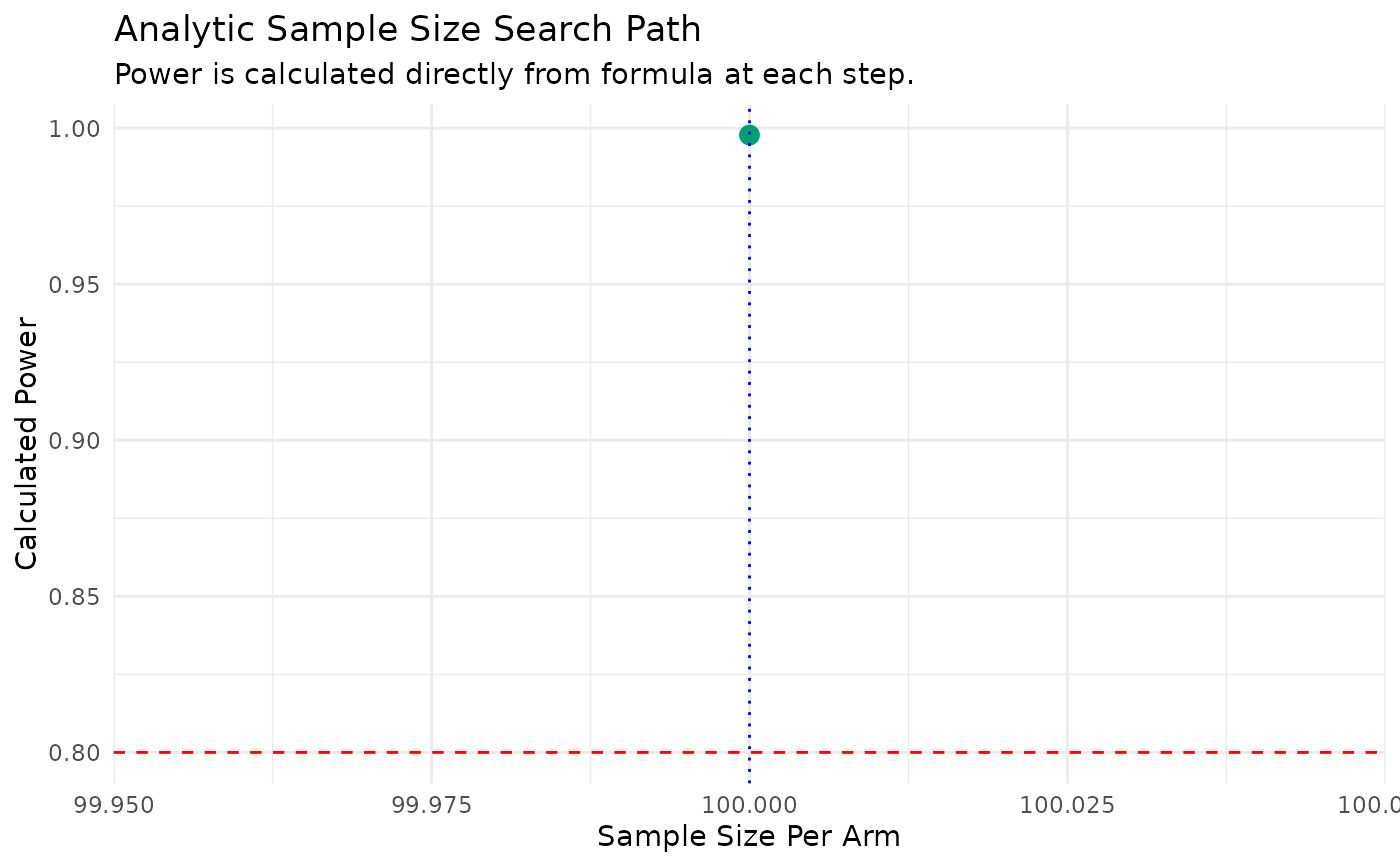 Analytic Sample Size Search Path
Power is calculated directly from formula at each step.
1.00
0.95
0.90
0.85
0.80
Calculated Power
99.950 99.975 100.000 100.025 100.0
Sample Size Per Arm